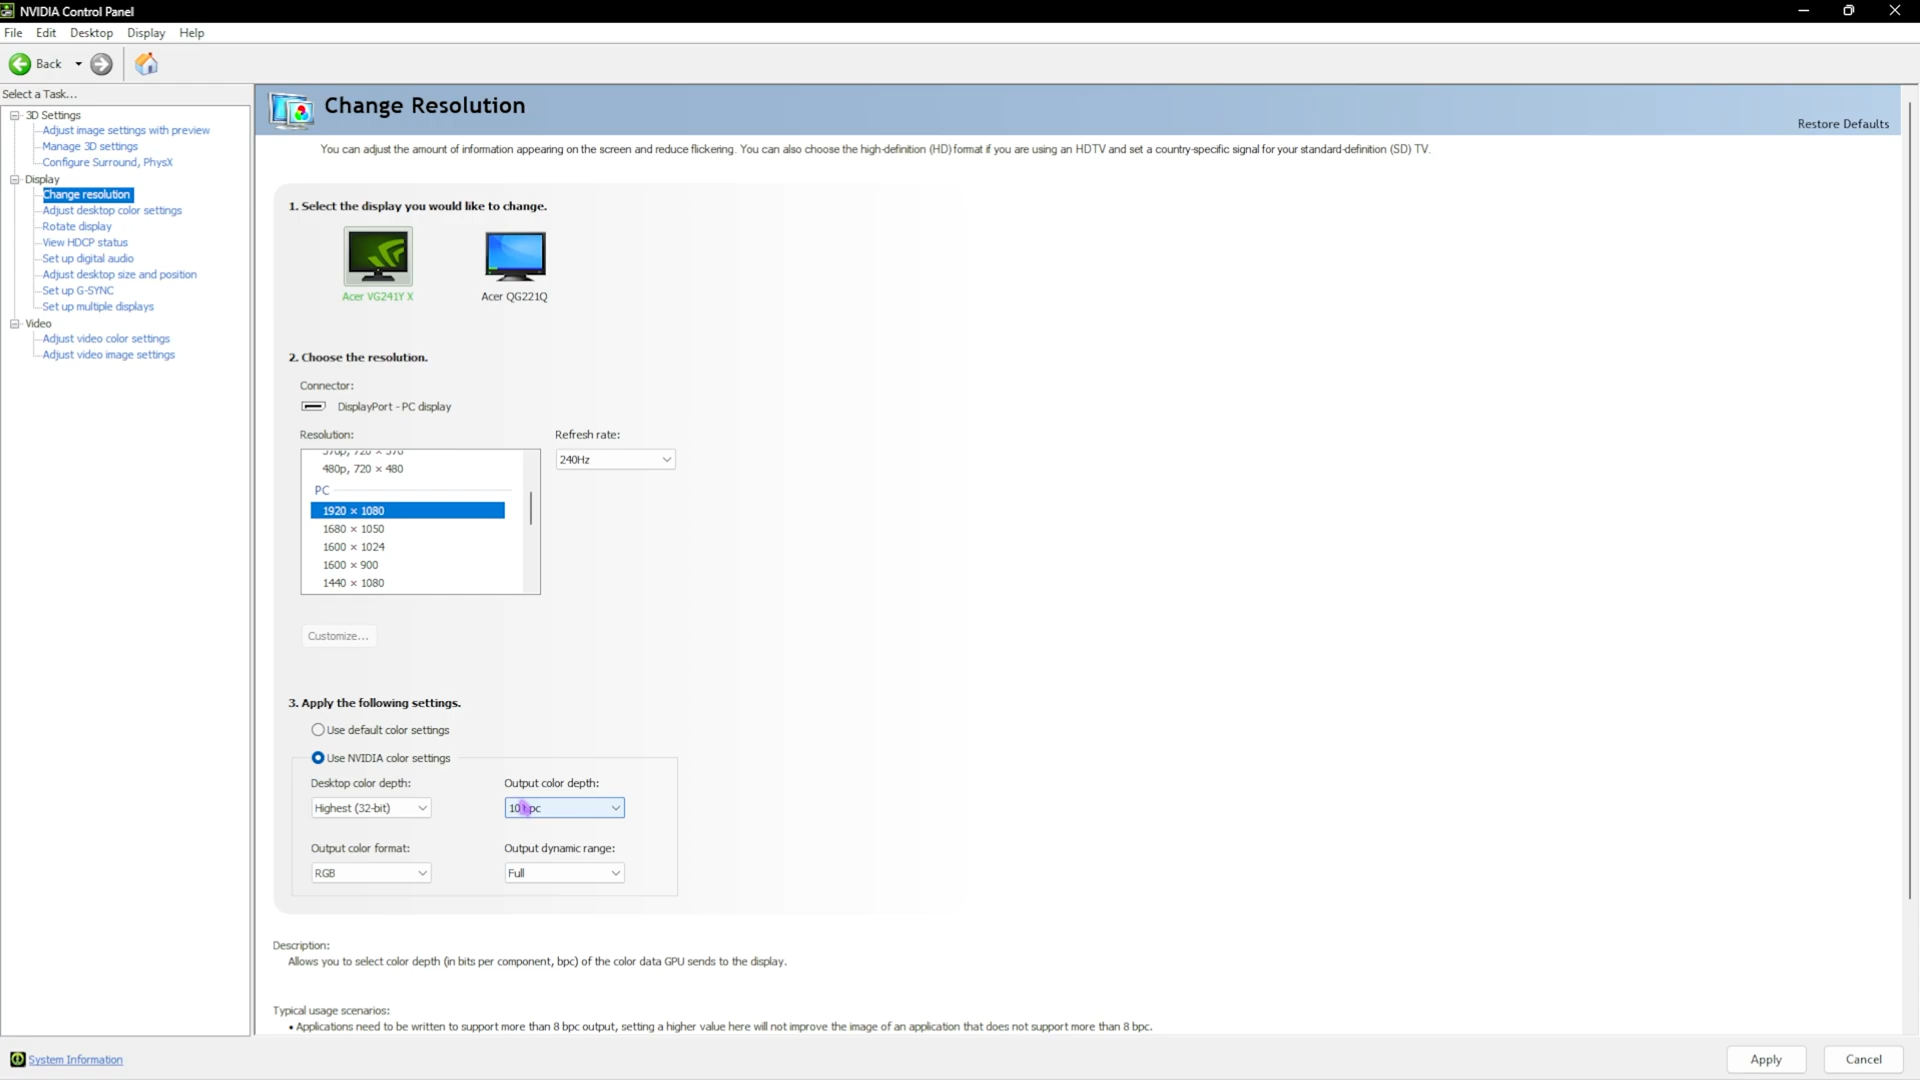 NVIDIA Control Panel
File Edit Desktop Display Help
Back
Select a Task...
3D Settings
Adjust image settings with preview
Manage 3D settings
Configure Surround, PhysX
Display
Change resolution
Adjust desktop color settings
Rotate display
View HDCP status
Set up digital audio
Adjust desktop size and position
Set up G-SYNC
Set up multiple displays
Video
Adjust video color settings
Adjust video image settings
Change Resolution
Restore Defaults
You can adjust the amount of information appearing on the screen and reduce flickering. You can also choose the high-definition (HD) format if you are using an HDTV and set a country-specific signal for your standard-definition (SD) TV.
1. Select the display you would like to change.
Acer VG241Y X
Acer QG221Q
2. Choose the resolution.
Connector:
DisplayPort - PC display
Resolution:
480p, 720 × 480
PC
1920 × 1080
1680 × 1050
1600 × 1024
1600 × 900
1440 × 1080
Refresh rate:
240Hz
Customize...
3. Apply the following settings.
Use default color settings
Use NVIDIA color settings
Desktop color depth:
Highest (32-bit)
Output color depth:
10 bpc
Output color format:
RGB
Output dynamic range:
Full
Description:
Allows you to select color depth (in bits per component, bpc) of the color data GPU sends to the display.
Typical usage scenarios:
• Applications need to be written to support more than 8 bpc output, setting a higher value here will not improve the image of an application that does not support more than 8 bpc.
System Information
Apply
Cancel